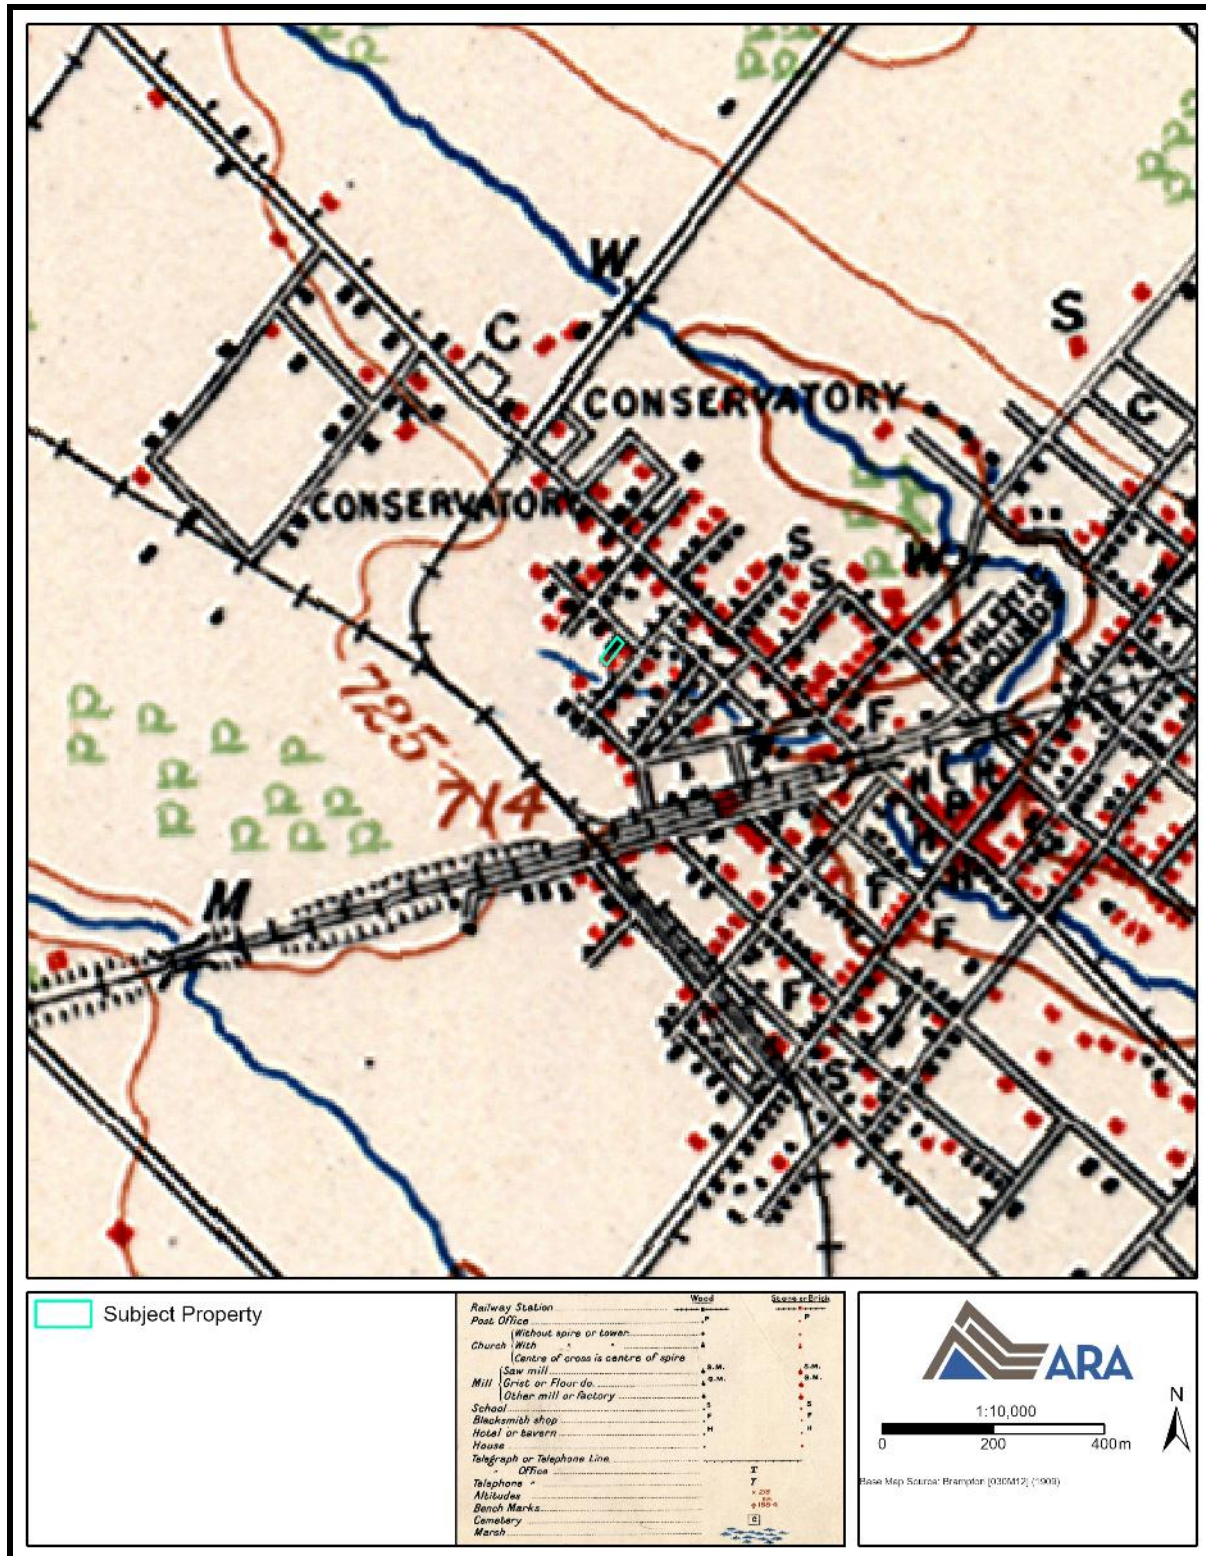 W
S
C
CONSERVATORY
C
CONSERVATORY
S
S
W
ATHLETIC
GROUNDS
725
F
714
H
L
H
P
H
H
M
T
F
F
S
Subject Property
Wood
Stone or Brick
Railway Station
Post Office P P
Without spire or tower
Church With " "
Centre of cross is centre of spire
Saw mill S.M. S.M.
Mill Grist or Flour do. G.M. G.M.
Other mill or factory
School S S
Blacksmith shop F F
Hotel or tavern H H
House
Telegraph or Telephone Line
" Office T
Telephone " T
Altitudes
Bench Marks
Cemetery C
Marsh
ARA
1:10,000
N
0 200 400m
Base Map Source: Brampton [030M12] (1909)